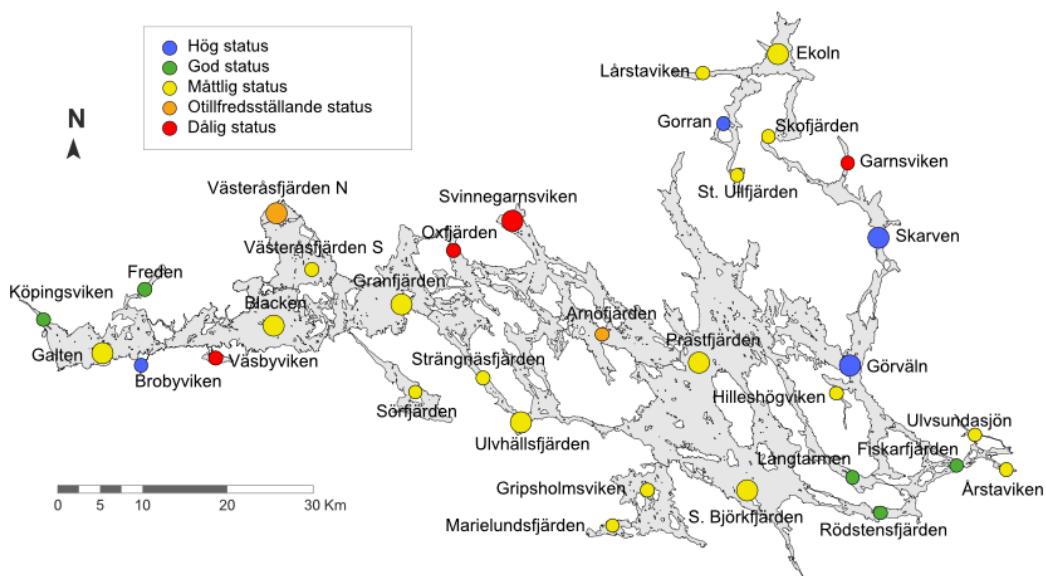 Hög status
God status
Måttlig status
Otillfredsställande status
Dålig status
N
Ekoln
Lårstaviken
Gorran
Skofjärden
Garnsviken
St. Ullfjärden
Västeråsfjärden N
Svinnegarnsviken
Oxfjärden
Skarven
Västeråsfjärden S
Freden
Granfjärden
Köpingsviken
Blacken
Arnöfjärden
Galten
Väsbyviken
Strängnäsfjärden
Prästfjärden
Görväln
Brobyviken
Hilleshögviken
Sörfjärden
Ulvsundasjön
Ulvhällsfjärden
Långtarmen
Fiskarfjärden
Gripsholmsviken
Årstaviken
S. Björkfjärden
Rödstensfjärden
Marielundsfjärden
0 5 10 20 30 Km